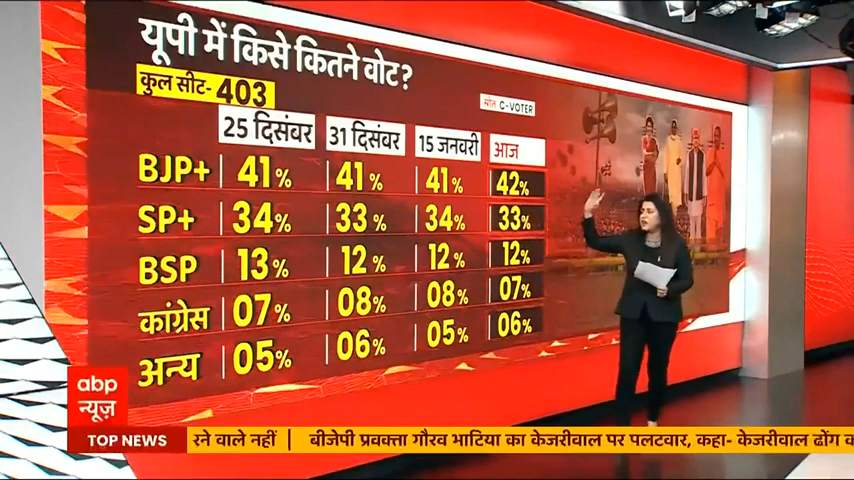 यूपी में किसे कितने वोट?
कुल सीट- 403
स्रोत C-VOTER
25 दिसंबर 31 दिसंबर 15 जनवरी आज
BJP+ 41% 41% 41% 42%
SP+ 34% 33% 34% 33%
BSP 13% 12% 12% 12%
कांग्रेस 07% 08% 08% 07%
अन्य 05% 06% 05% 06%
abp
न्यूज़
TOP NEWS रने वाले नहीं | बीजेपी प्रवक्ता गौरव भाटिया का केजरीवाल पर पलटवार, कहा- केजरीवाल ढोंग क